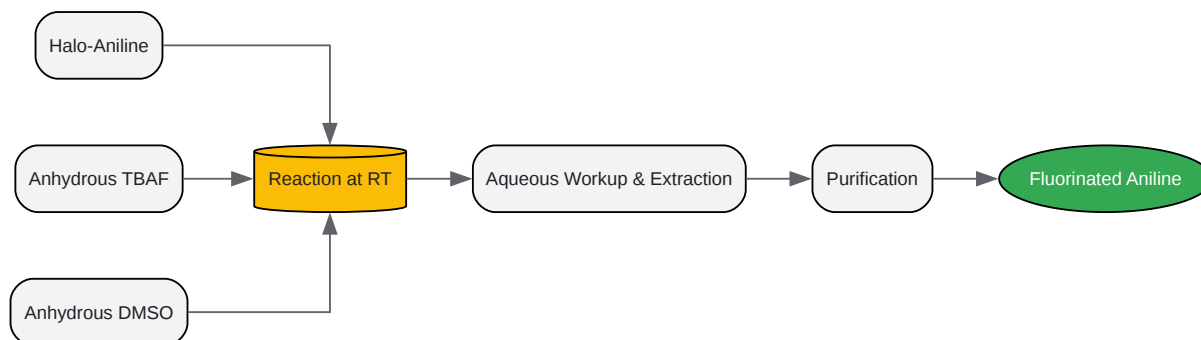 Halo-Aniline
Anhydrous TBAF
Reaction at RT
Aqueous Workup & Extraction
Purification
Fluorinated Aniline
Anhydrous DMSO